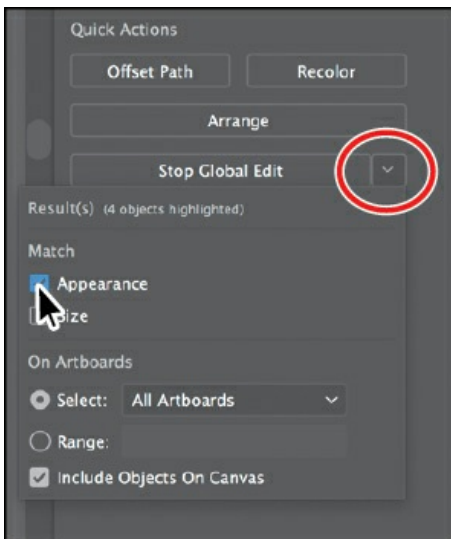 Quick Actions
Offset Path Recolor
Arrange
Stop Global Edit
Result(s) (4 objects highlighted)
Match
Appearance
Size
On Artboards
Select: All Artboards
Range:
Include Objects On Canvas